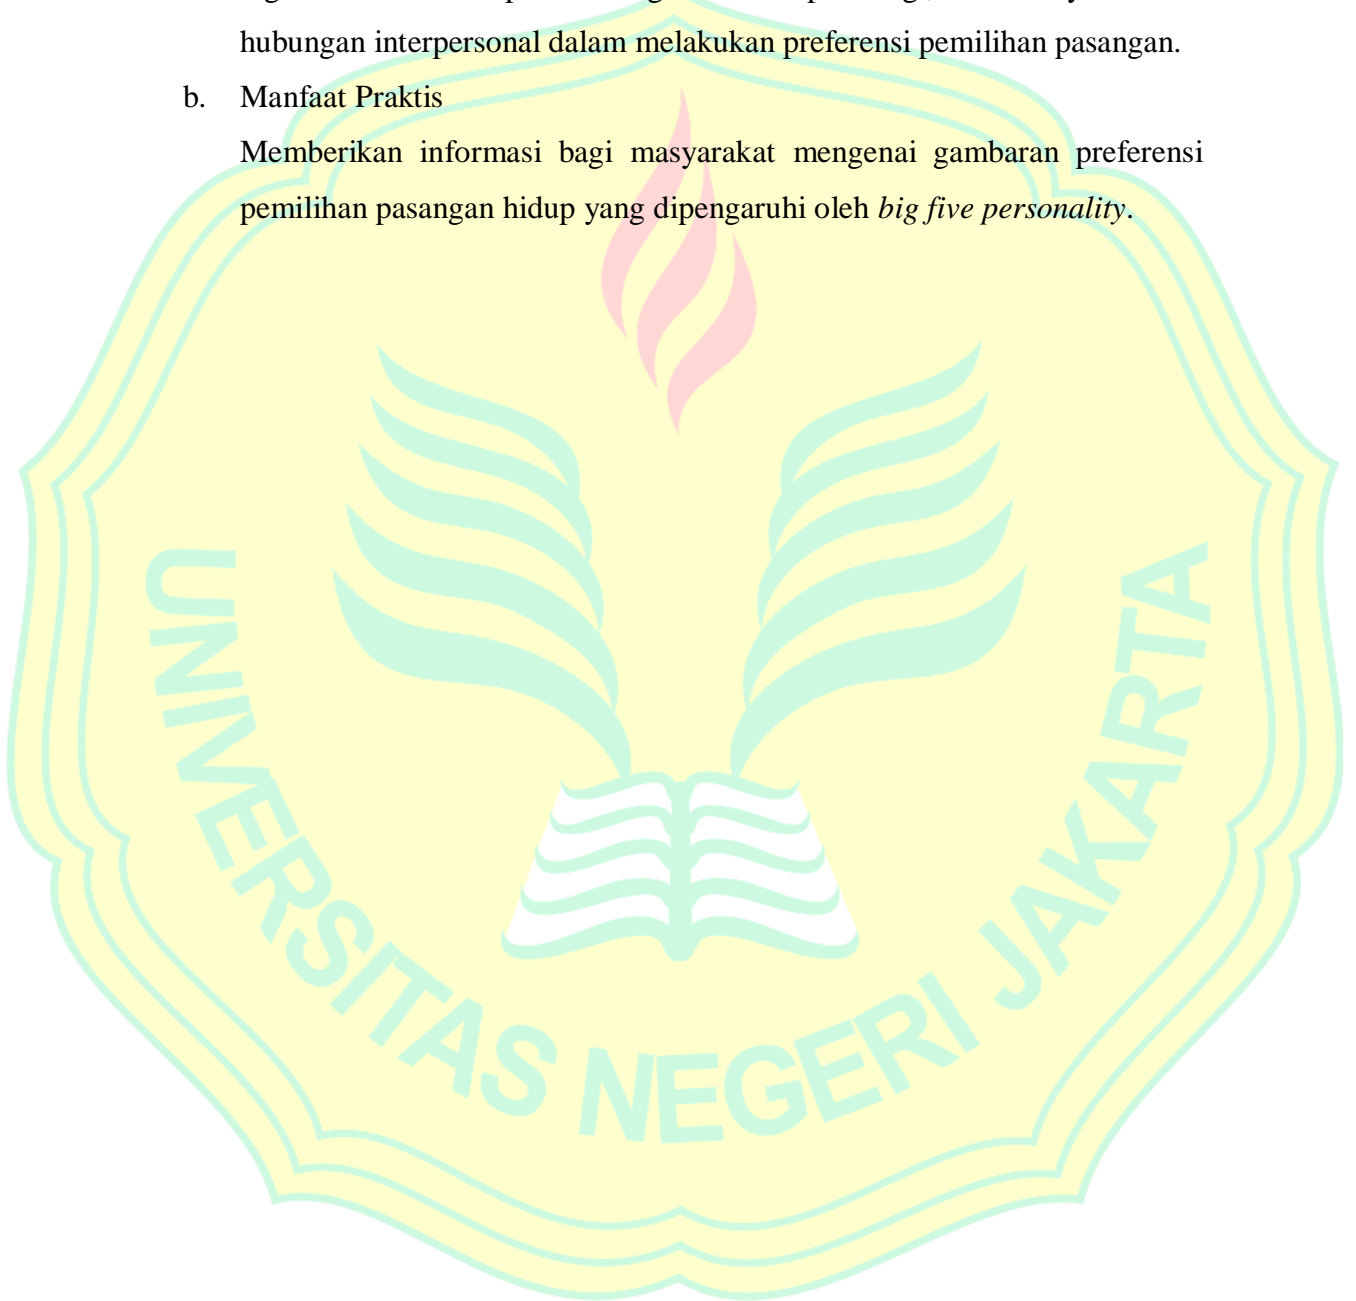 hubungan interpersonal dalam melakukan preferensi pemilihan pasangan.
b. Manfaat Praktis
Memberikan informasi bagi masyarakat mengenai gambaran preferensi
pemilihan pasangan hidup yang dipengaruhi oleh big five personality.
UNIVERSITAS NEGERI JAKARTA